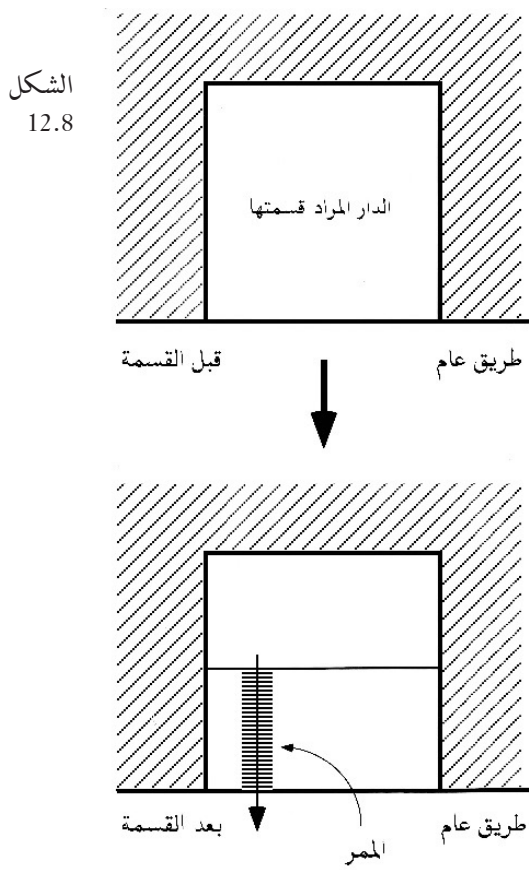 الشكل
12.8
الدار المراد قسمتها
طريق عام
قبل القسمة
طريق عام
بعد القسمة
الممر